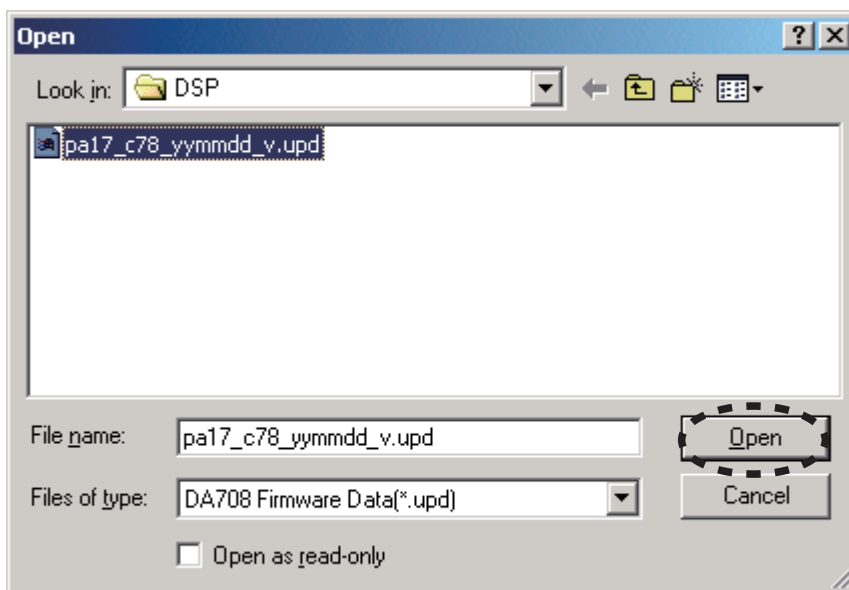 Open
Look in: DSP
pa17_c78_yymmdd_v.upd
File name: pa17_c78_yymmdd_v.upd Open
Files of type: DA708 Firmware Data(*.upd) Cancel
Open as read-only